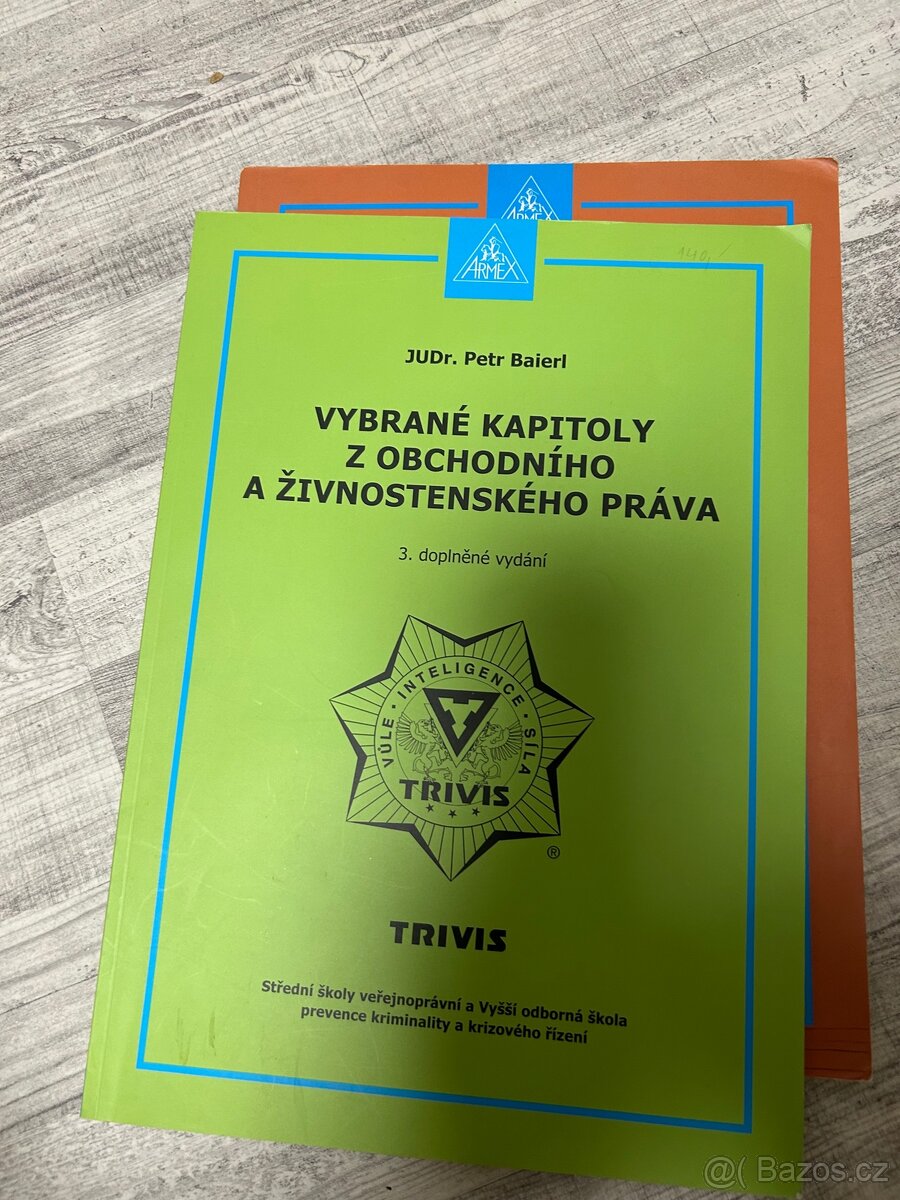 ARMEX
ARMEX
140,-
JUDr. Petr Baierl
VYBRANÉ KAPITOLY
Z OBCHODNÍHO
A ŽIVNOSTENSKÉHO PRÁVA
3. doplněné vydání
VŮLE · INTELIGENCE · SÍLA
TRIVIS
®
TRIVIS
Střední školy veřejnoprávní a Vyšší odborná škola
prevence kriminality a krizového řízení
@( Bazos.cz